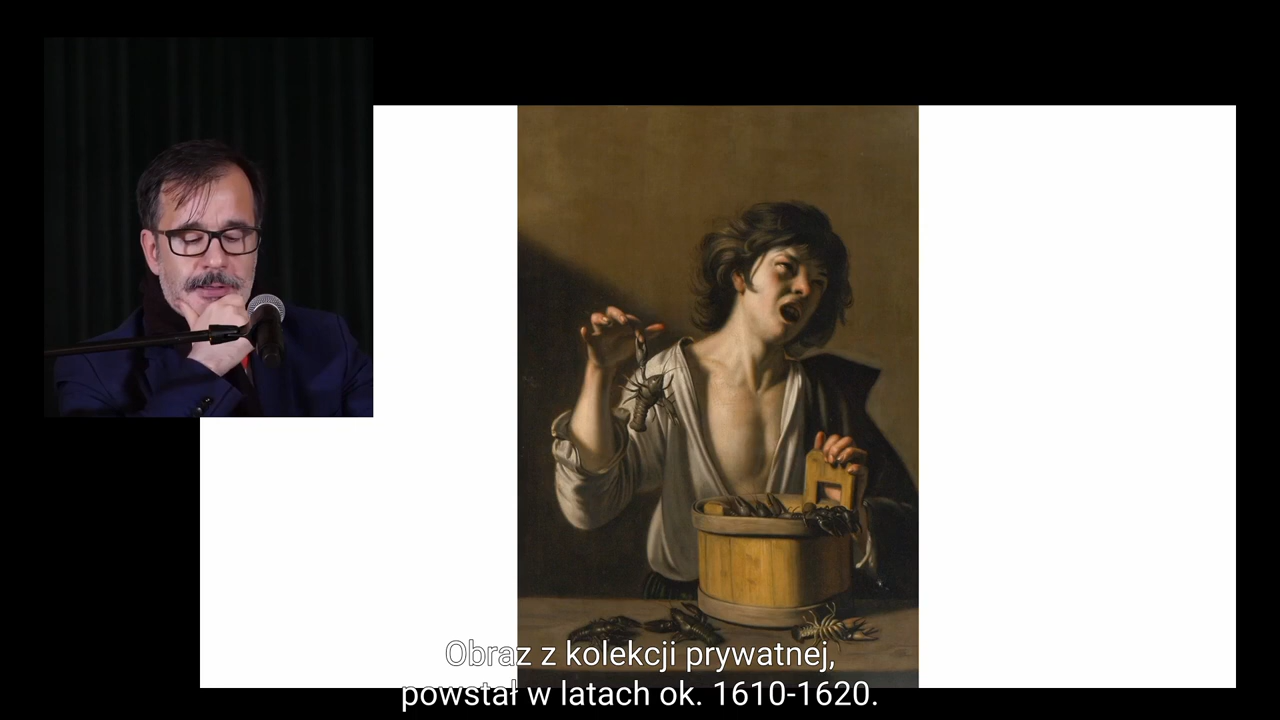 Obraz z kolekcji prywatnej,
powstał w latach ok. 1610-1620.